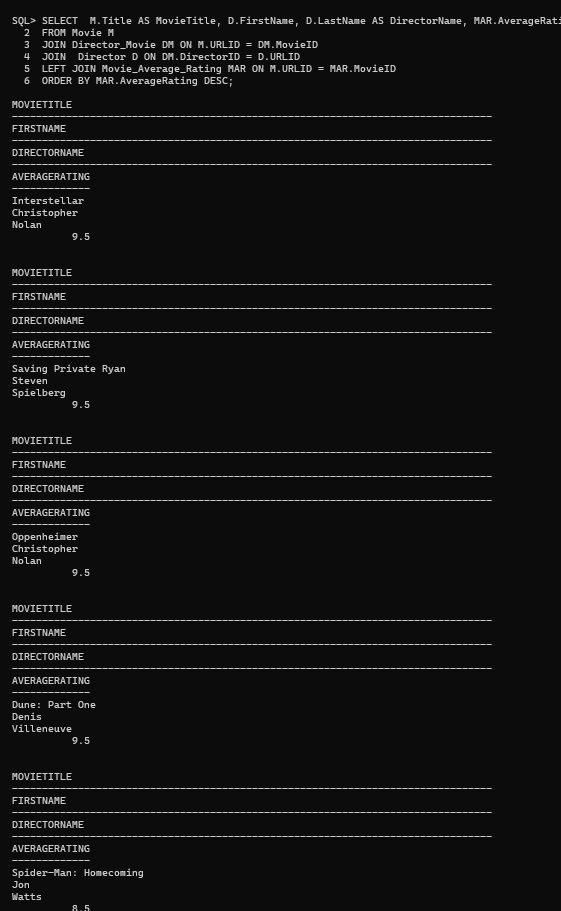 SQL> SELECT  M.Title AS MovieTitle, D.FirstName, D.LastName AS DirectorName, MAR.AverageRati
  2  FROM Movie M
  3  JOIN Director_Movie DM ON M.URLID = DM.MovieID
  4  JOIN  Director D ON DM.DirectorID = D.URLID
  5  LEFT JOIN Movie_Average_Rating MAR ON M.URLID = MAR.MovieID
  6  ORDER BY MAR.AverageRating DESC;
MOVIETITLE
--------------------------------------------------------------------------------
FIRSTNAME
--------------------------------------------------------------------------------
DIRECTORNAME
--------------------------------------------------------------------------------
AVERAGERATING
-------------
Interstellar
Christopher
Nolan
          9.5
MOVIETITLE
--------------------------------------------------------------------------------
FIRSTNAME
--------------------------------------------------------------------------------
DIRECTORNAME
--------------------------------------------------------------------------------
AVERAGERATING
-------------
Saving Private Ryan
Steven
Spielberg
          9.5
MOVIETITLE
--------------------------------------------------------------------------------
FIRSTNAME
--------------------------------------------------------------------------------
DIRECTORNAME
--------------------------------------------------------------------------------
AVERAGERATING
-------------
Oppenheimer
Christopher
Nolan
          9.5
MOVIETITLE
--------------------------------------------------------------------------------
FIRSTNAME
--------------------------------------------------------------------------------
DIRECTORNAME
--------------------------------------------------------------------------------
AVERAGERATING
-------------
Dune: Part One
Denis
Villeneuve
          9.5
MOVIETITLE
--------------------------------------------------------------------------------
FIRSTNAME
--------------------------------------------------------------------------------
DIRECTORNAME
--------------------------------------------------------------------------------
AVERAGERATING
-------------
Spider-Man: Homecoming
Jon
Watts
          8.5